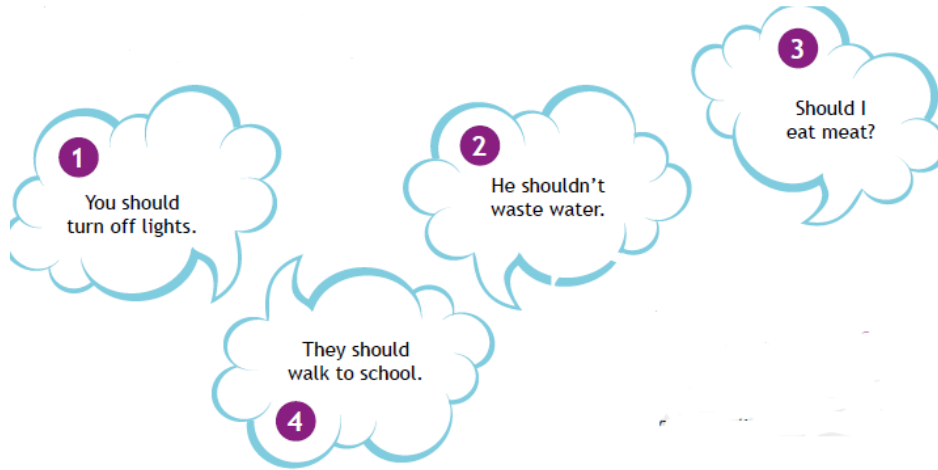 1
You should
turn off lights.
2
He shouldn't
waste water.
3
Should I
eat meat?
They should
walk to school.
4